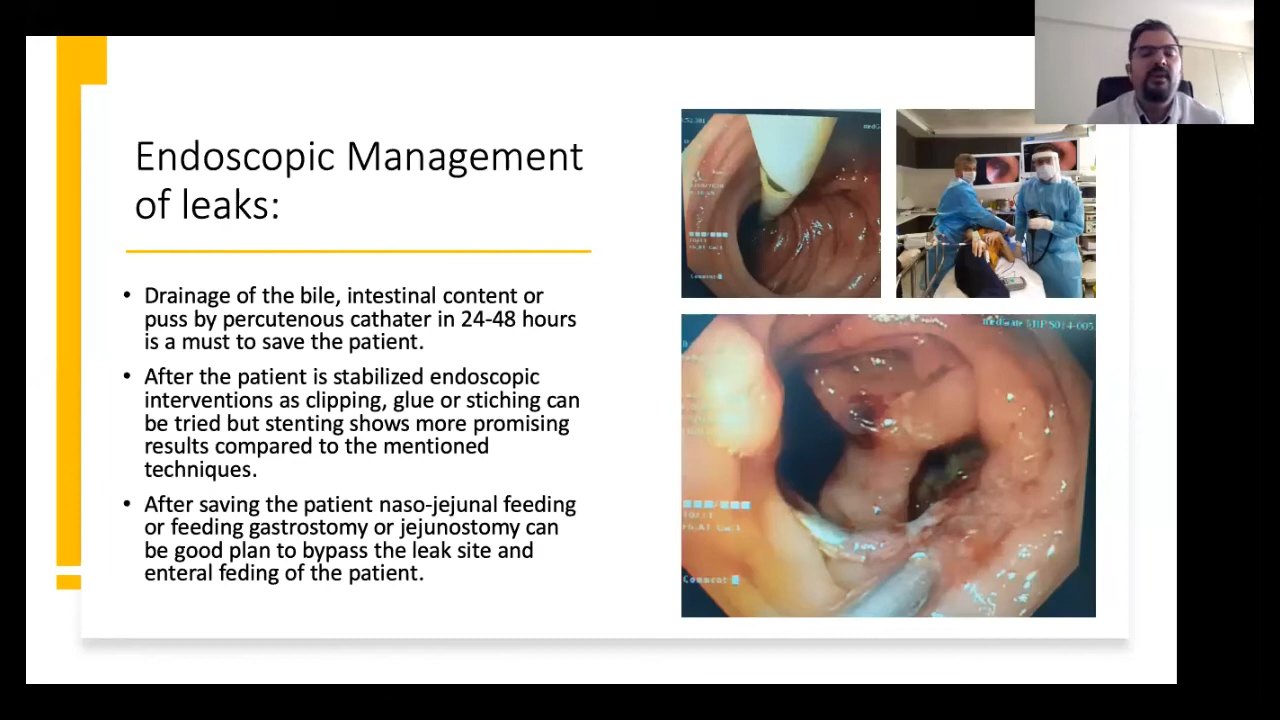 Endoscopic Management
of leaks:
• Drainage of the bile, intestinal content or
puss by percutenous cathater in 24-48 hours
is a must to save the patient.
• After the patient is stabilized endoscopic
interventions as clipping, glue or stiching can
be tried but stenting shows more promising
results compared to the mentioned
techniques.
• After saving the patient naso-jejunal feeding
or feeding gastrostomy or jejunostomy can
be good plan to bypass the leak site and
enteral feding of the patient.
Comment
Comment